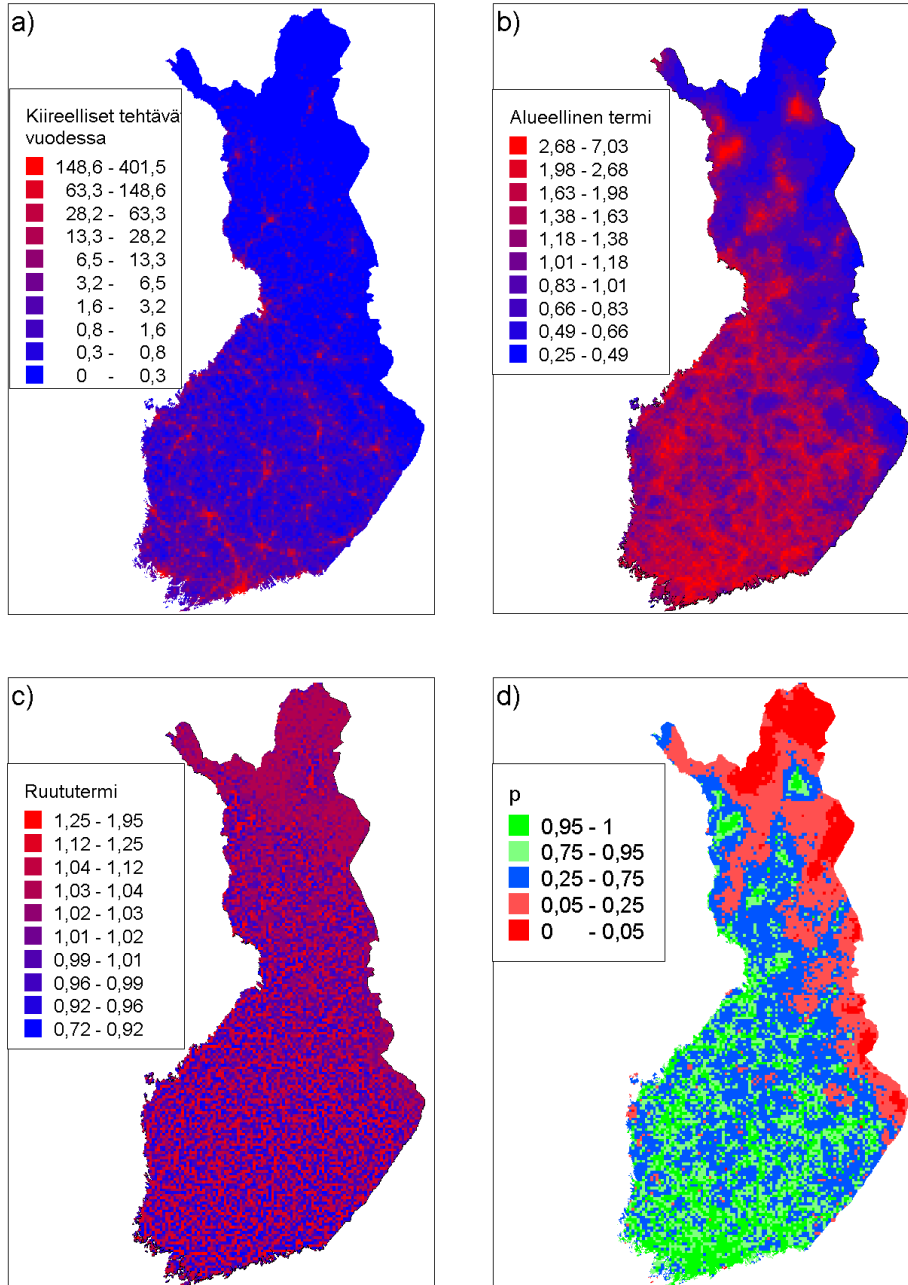 a)
Kiireelliset tehtävä
vuodessa
148,6 - 401,5
63,3 - 148,6
28,2 - 63,3
13,3 - 28,2
6,5 - 13,3
3,2 - 6,5
1,6 - 3,2
0,8 - 1,6
0,3 - 0,8
0 - 0,3
b)
Alueellinen termi
2,68 - 7,03
1,98 - 2,68
1,63 - 1,98
1,38 - 1,63
1,18 - 1,38
1,01 - 1,18
0,83 - 1,01
0,66 - 0,83
0,49 - 0,66
0,25 - 0,49
c)
Ruututermi
1,25 - 1,95
1,12 - 1,25
1,04 - 1,12
1,03 - 1,04
1,02 - 1,03
1,01 - 1,02
0,99 - 1,01
0,96 - 0,99
0,92 - 0,96
0,72 - 0,92
d)
p
0,95 - 1
0,75 - 0,95
0,25 - 0,75
0,05 - 0,25
0 - 0,05